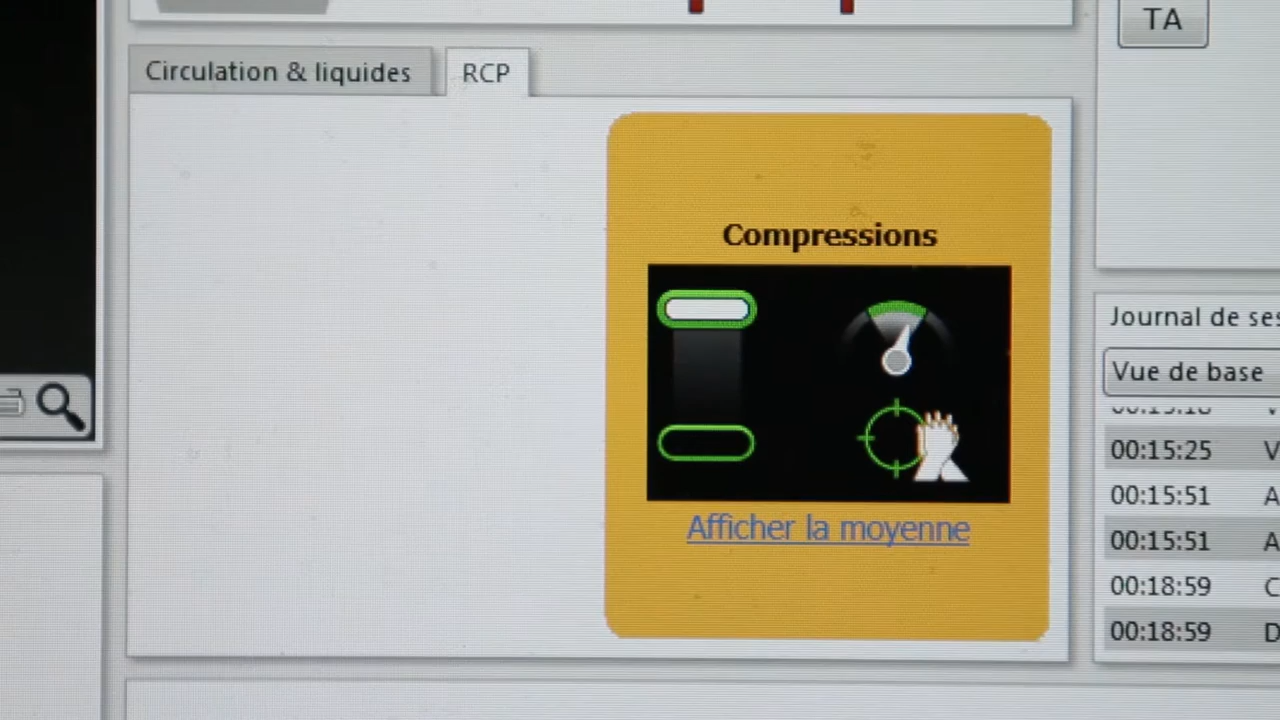 TA
Circulation & liquides
RCP
Compressions
Afficher la moyenne
Journal de
Vue de base
00:15:25 V
00:15:51 A
00:15:51 A
00:18:59 C
00:18:59 D